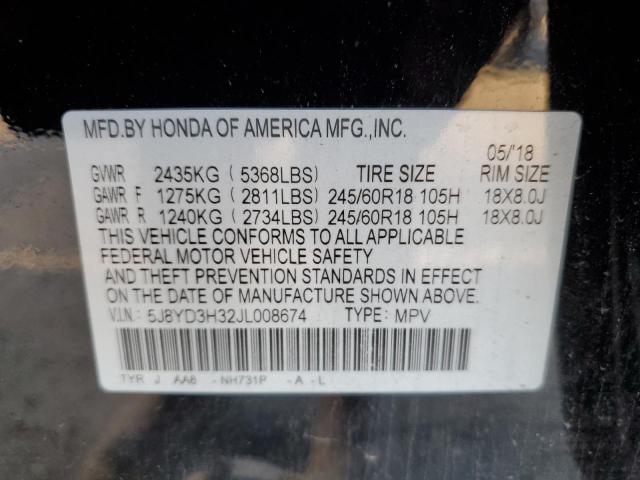 MFD.BY HONDA OF AMERICA MFG.,INC.
05/'18
GVWR 2435KG ( 5368LBS) TIRE SIZE RIM SIZE
GAWR F 1275KG ( 2811LBS) 245/60R18 105H 18X8.0J
GAWR R 1240KG ( 2734LBS) 245/60R18 105H 18X8.0J
THIS VEHICLE CONFORMS TO ALL APPLICABLE
FEDERAL MOTOR VEHICLE SAFETY
AND THEFT PREVENTION STANDARDS IN EFFECT
ON THE DATE OF MANUFACTURE SHOWN ABOVE.
V.I.N.: 5J8YD3H32JL008674 TYPE: MPV
TYR J AA8 - NH731P - A - L